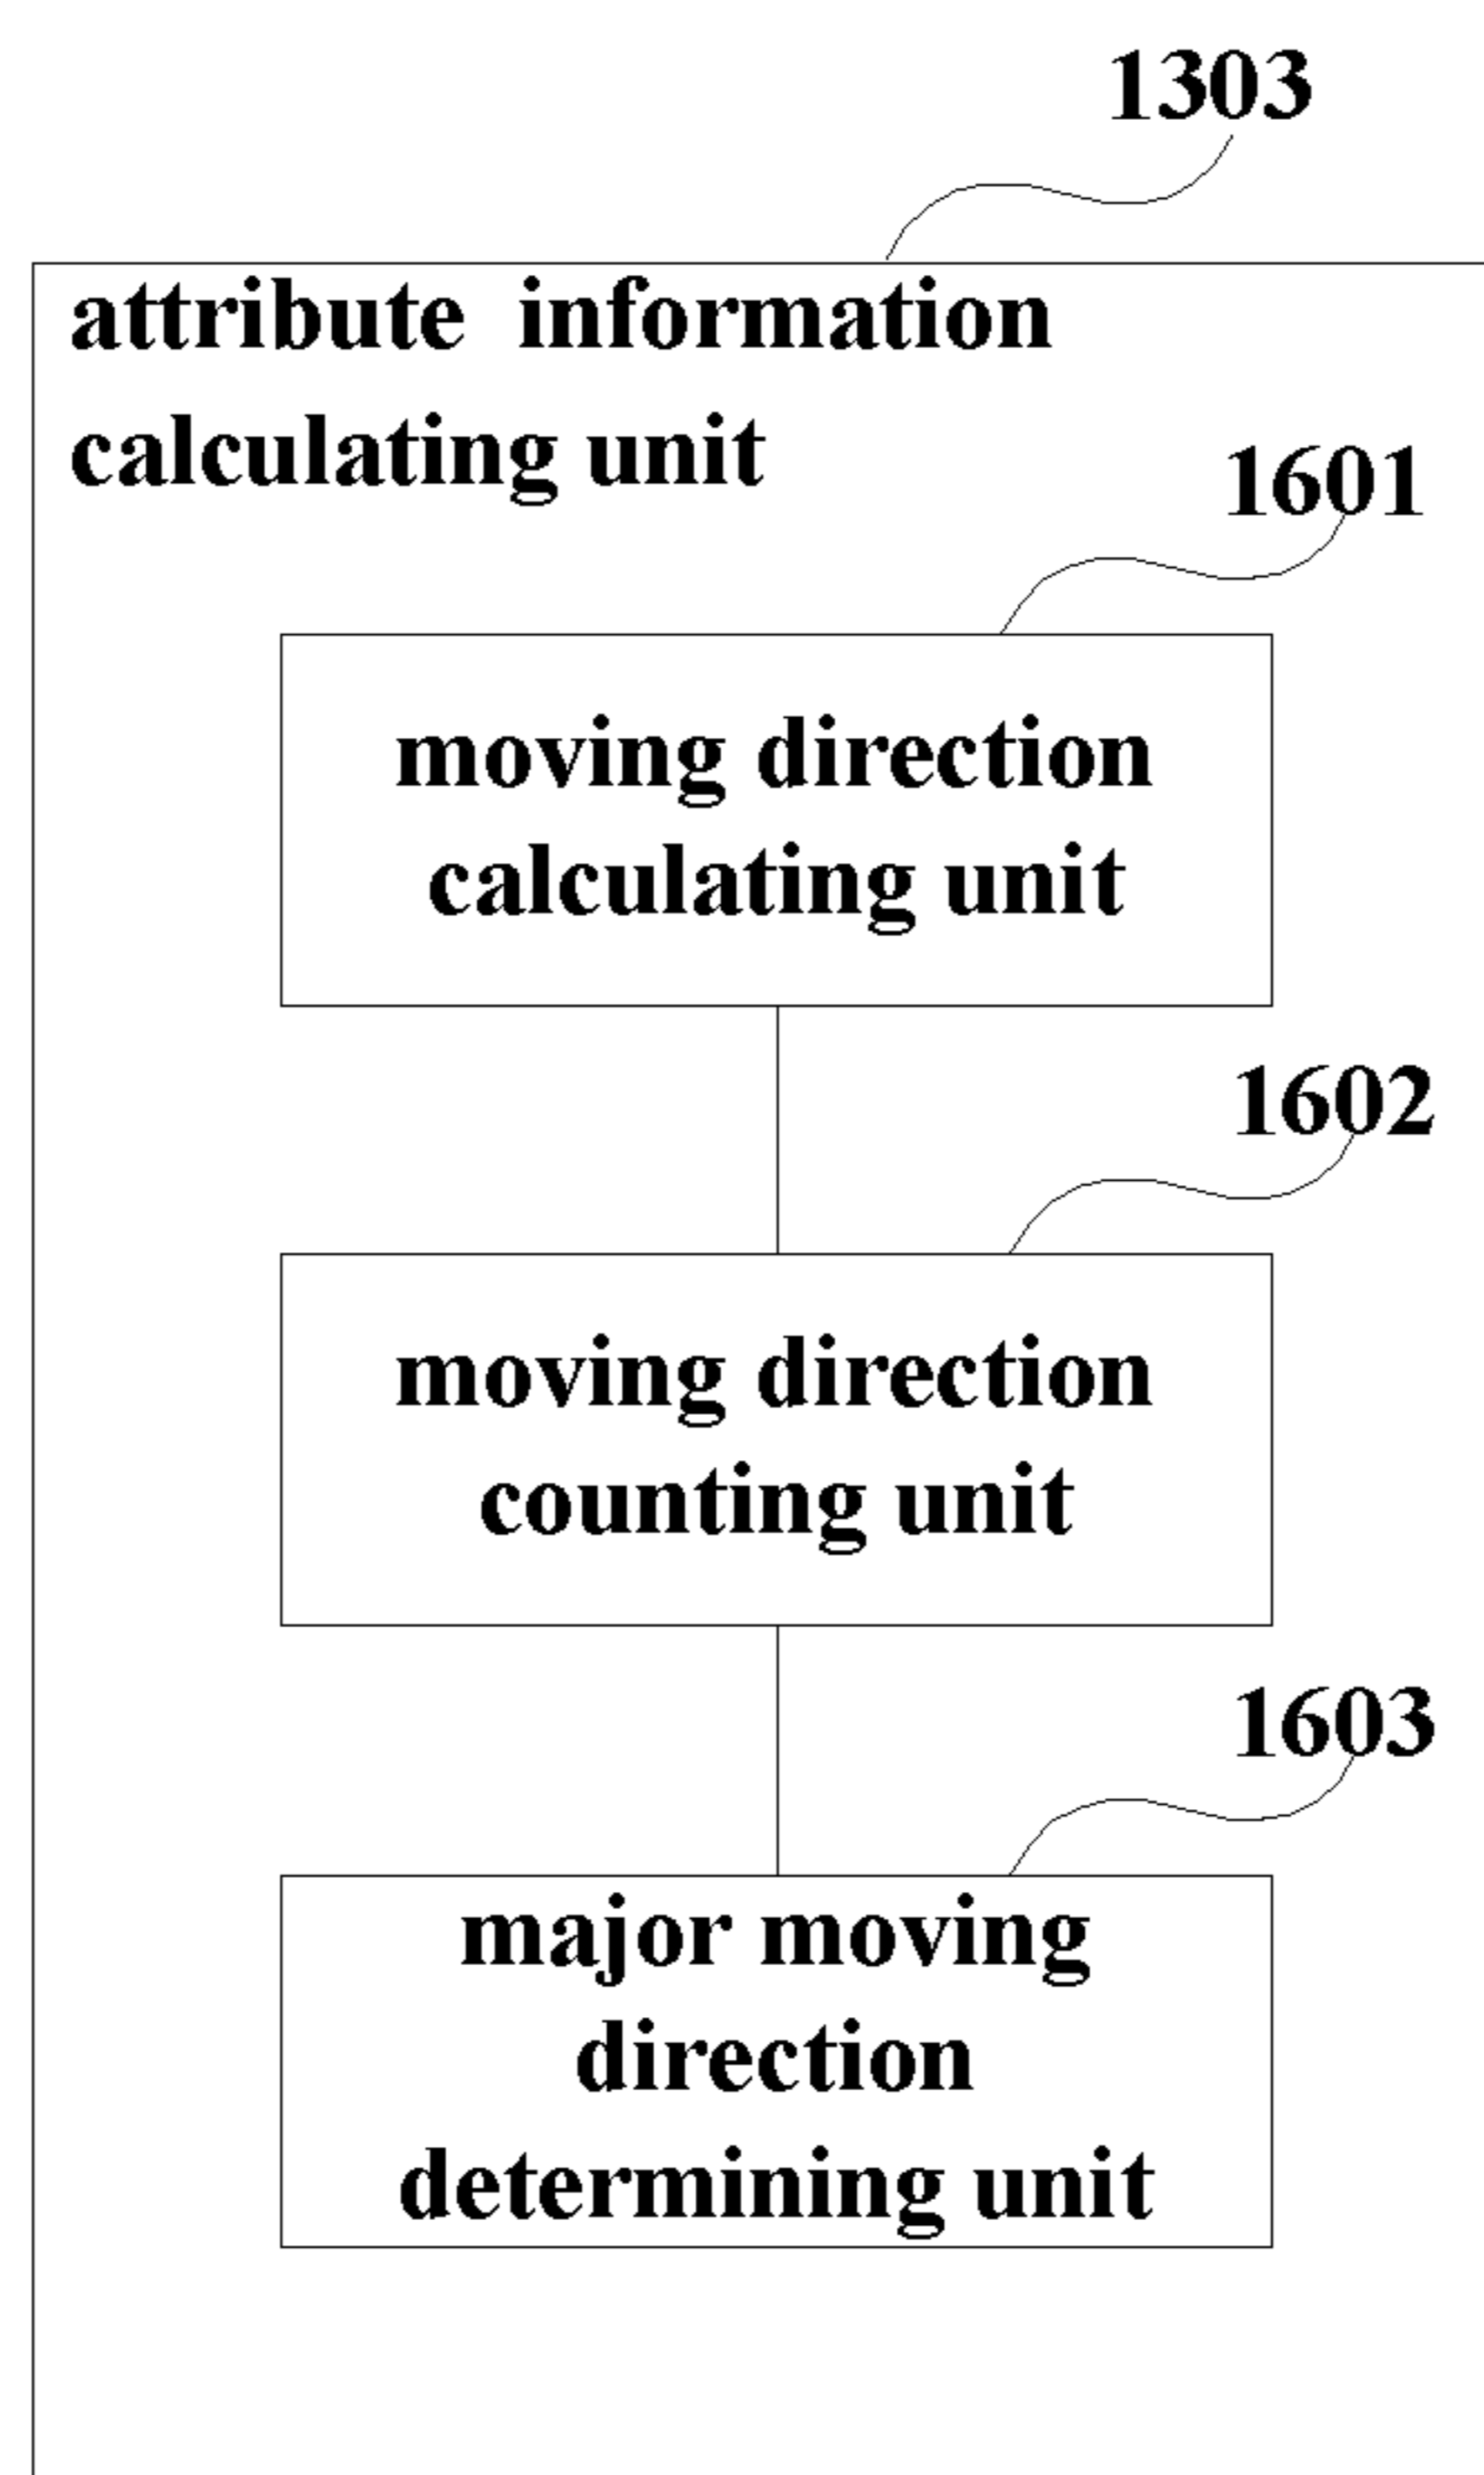 1303
attribute information
calculating unit
1601
moving direction
calculating unit
1602
moving direction
counting unit
1603
major moving
direction
determining unit